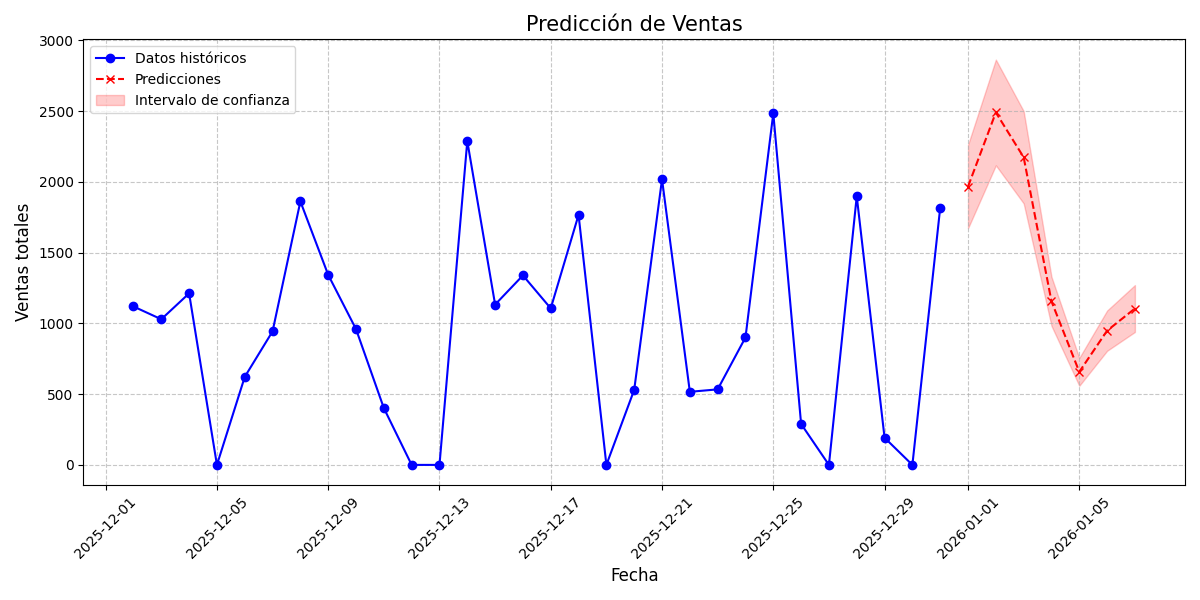 Predicción de Ventas
Datos históricos
Predicciones
Intervalo de confianza
Ventas totales
3000
2500
2000
1500
1000
500
0
2025-12-01
2025-12-05
2025-12-09
2025-12-13
2025-12-17
2025-12-21
2025-12-25
2025-12-29
2026-01-01
2026-01-05
Fecha